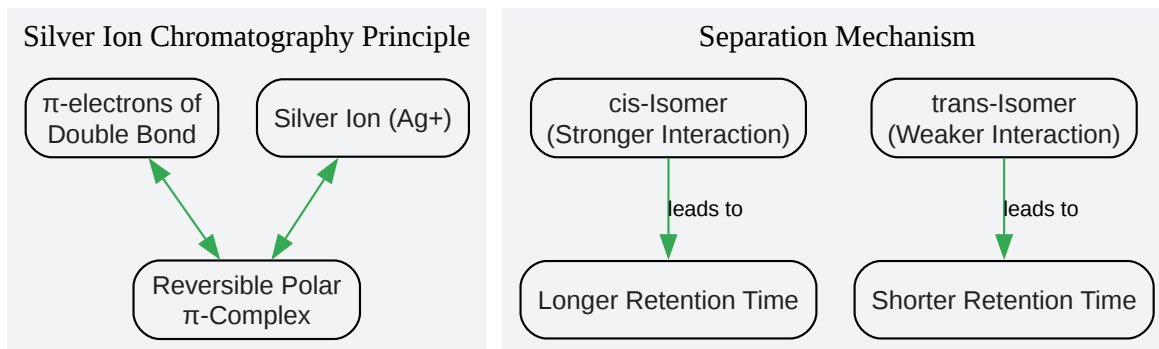 Silver Ion Chromatography Principle
π-electrons of
Double Bond
Silver Ion (Ag+)
Reversible Polar
π-Complex
Separation Mechanism
cis-Isomer
(Stronger Interaction)
trans-Isomer
(Weaker Interaction)
leads to
leads to
Longer Retention Time
Shorter Retention Time